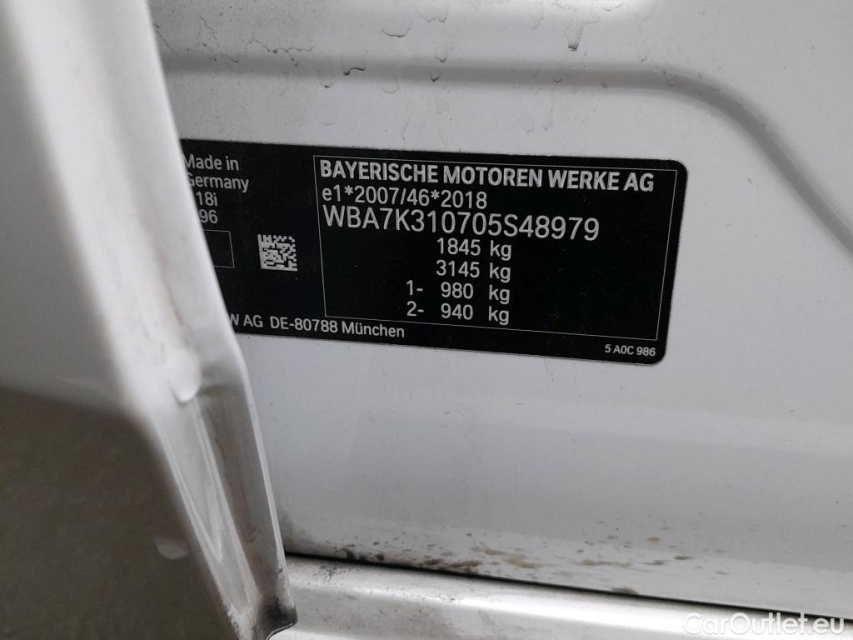 Made in
Germany
18i
96
BAYERISCHE MOTOREN WERKE AG
e1*2007/46*2018
WBA7K310705S48979
1845 kg
3145 kg
1- 980 kg
2- 940 kg
W AG DE-80788 München
5 A0C 986
CarOutlet.eu